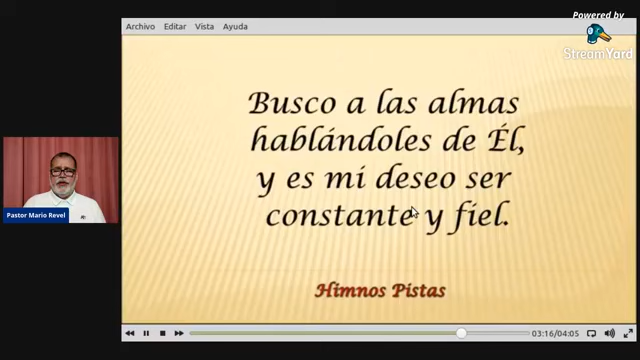 Powered by
StreamYard
Archivo Editar Vista Ayuda
Busco a las almas
hablándoles de Él,
y es mi deseo ser
constante y fiel.
Himnos Pistas
Pastor Mario Revel
03:16/04:05